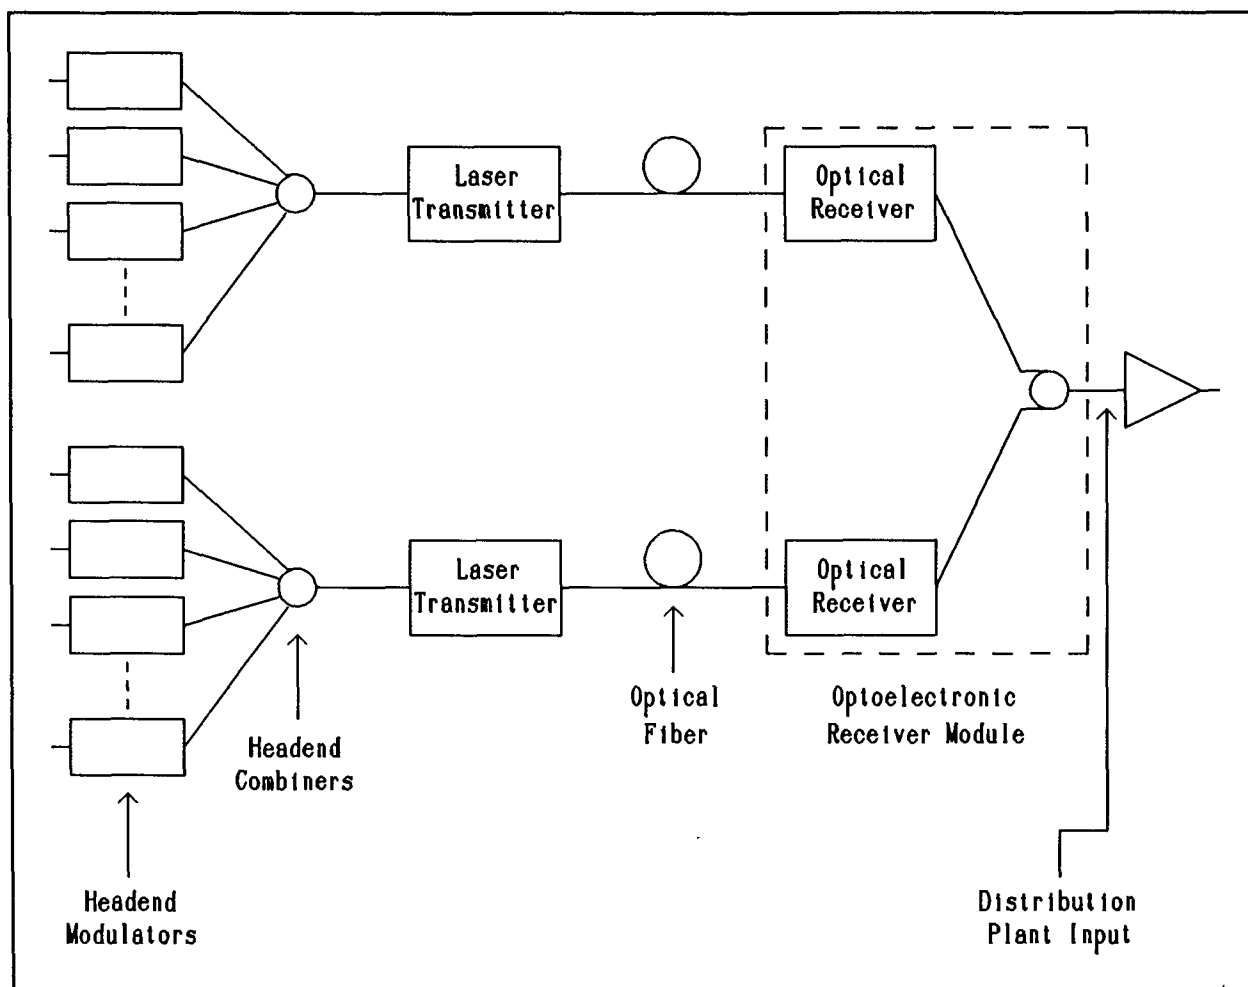 Laser
Transmitter
Optical
Receiver
Laser
Transmitter
Optical
Receiver
Optical
Fiber
Optoelectronic
Receiver Module
Headend
Combiners
Headend
Modulators
Distribution
Plant Input